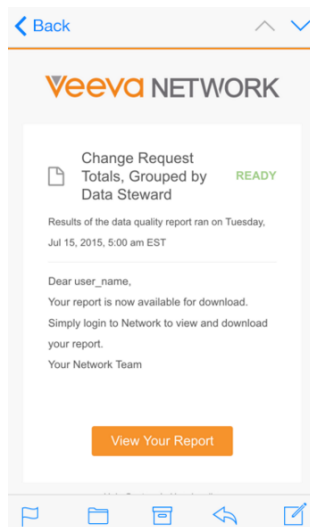 Back
Veeva NETWORK
Change Request
Totals, Grouped by
Data Steward
READY
Results of the data quality report ran on Tuesday,
Jul 15, 2015, 5:00 am EST
Dear user_name,
Your report is now available for download.
Simply login to Network to view and download
your report.
Your Network Team
View Your Report